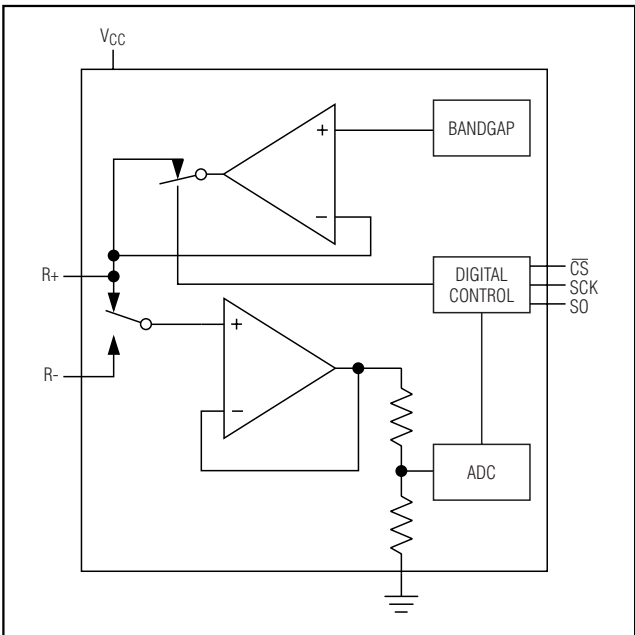 VCC
+
BANDGAP
−
R+
DIGITAL
CONTROL
CS
SCK
SO
+
R-
−
ADC